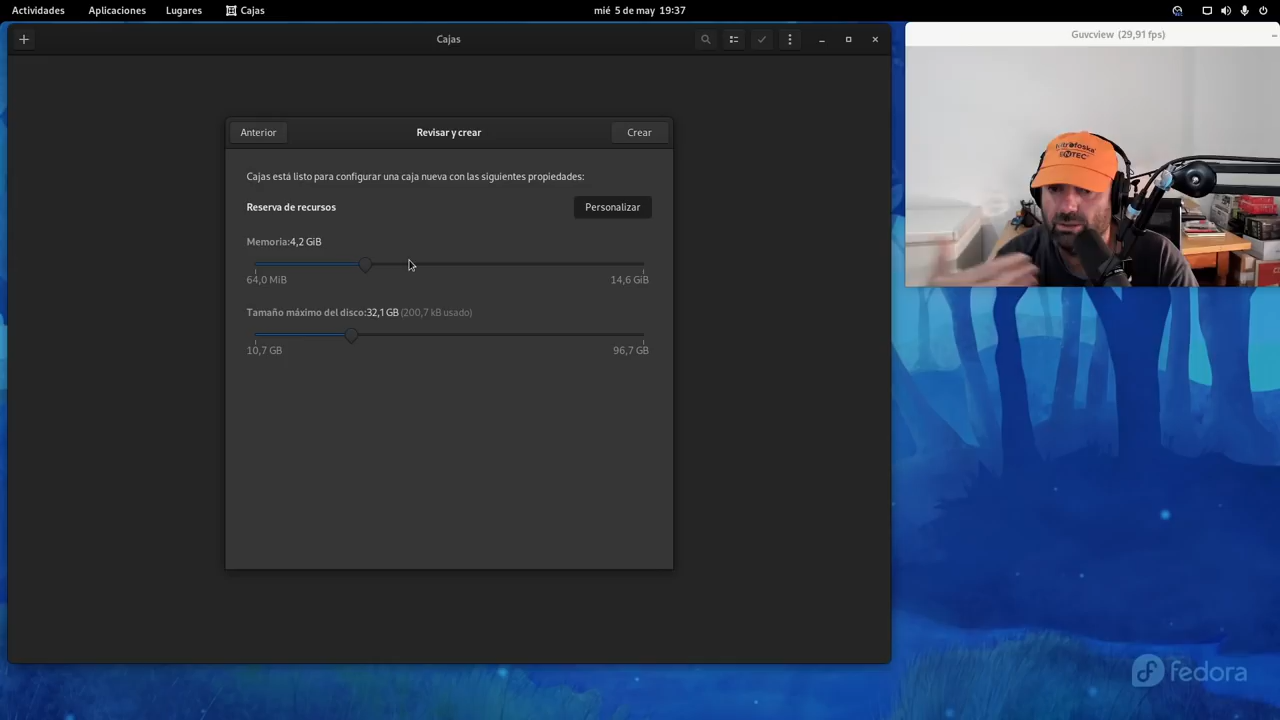 Actividades Aplicaciones Lugares Cajas mié 5 de may 19:37
Cajas
Guvcview (29,91 fps)
Anterior Revisar y crear Crear
Cajas está listo para configurar una caja nueva con las siguientes propiedades:
Reserva de recursos Personalizar
Memoria:4,2 GiB
64,0 MiB 14,6 GiB
Tamaño máximo del disco:32,1 GB (200,7 kB usado)
10,7 GB 96,7 GB
fedora